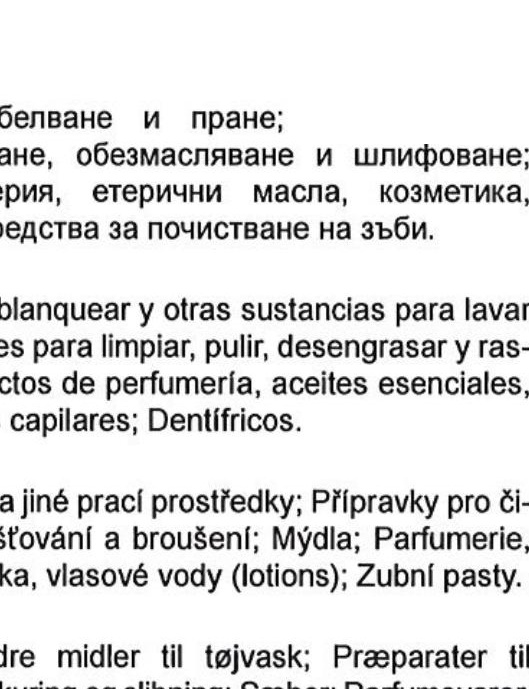 белване и пране;
ане, обезмасляване и шлифоване;
ерия, етерични масла, козметика,
редства за почистване на зъби.
blanquear y otras sustancias para lavar
es para limpiar, pulir, desengrasar y ras-
ctos de perfumería, aceites esenciales,
capilares; Dentífricos.
a jiné prací prostředky; Přípravky pro či-
šťování a broušení; Mýdla; Parfumerie,
ka, vlasové vody (lotions); Zubní pasty.
dre midler til tøjvask; Præparater til